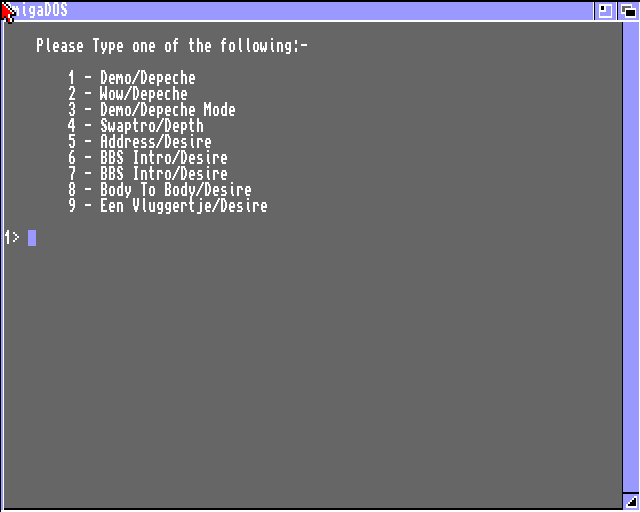 AmigaDOS
Please Type one of the following:-
1 - Demo/Depeche
2 - Wow/Depeche
3 - Demo/Depeche Mode
4 - Swaptro/Depth
5 - Address/Desire
6 - BBS Intro/Desire
7 - BBS Intro/Desire
8 - Body To Body/Desire
9 - Een Vluggertje/Desire
1>